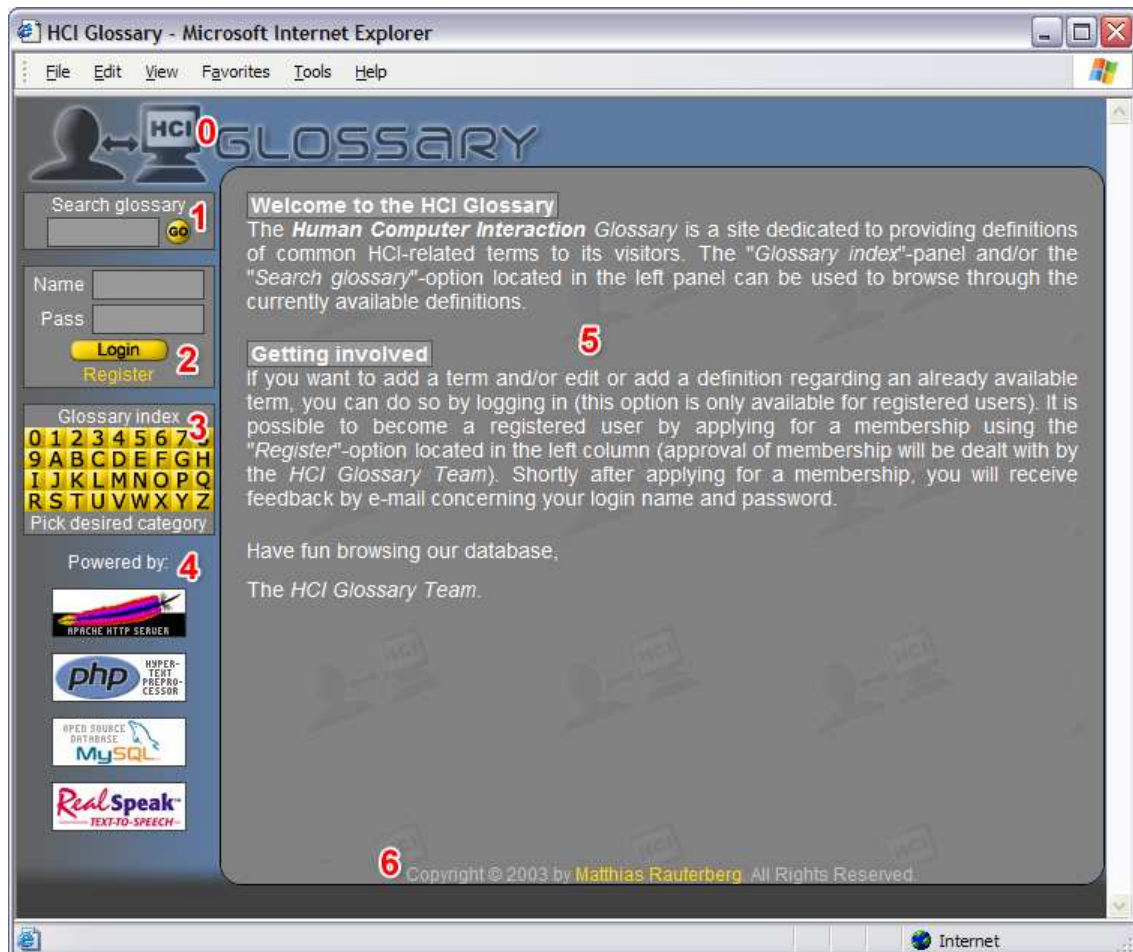 HCI Glossary - Microsoft Internet Explorer
File Edit View Favorites Tools Help
HCI 0 GLOSSARY
Search glossary 1
GO
Name
Pass
Login 2
Register
Glossary index 3
0 1 2 3 4 5 6 7 8
9 A B C D E F G H
I J K L M N O P Q
R S T U V W X Y Z
Pick desired category
Powered by: 4
APACHE HTTP SERVER
php HYPER-
TEXT
PREPRO-
CESSOR
OPEN SOURCE
DATABASE
MySQL
RealSpeak™
TEXT-TO-SPEECH
Welcome to the HCI Glossary
The Human Computer Interaction Glossary is a site dedicated to providing definitions
of common HCI-related terms to its visitors. The "Glossary index"-panel and/or the
"Search glossary"-option located in the left panel can be used to browse through the
currently available definitions.
5
Getting involved
If you want to add a term and/or edit or add a definition regarding an already available
term, you can do so by logging in (this option is only available for registered users). It is
possible to become a registered user by applying for a membership using the
"Register"-option located in the left column (approval of membership will be dealt with by
the HCI Glossary Team). Shortly after applying for a membership, you will receive
feedback by e-mail concerning your login name and password.
Have fun browsing our database,
The HCI Glossary Team.
6 Copyright © 2003 by Matthias Rauterberg. All Rights Reserved.
Internet